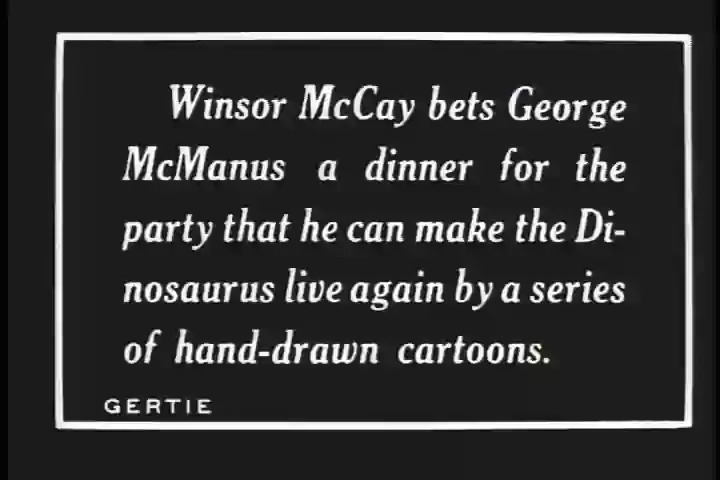 Winsor McCay bets George
McManus a dinner for the
party that he can make the Di-
nosaurus live again by a series
of hand-drawn cartoons.
GERTIE